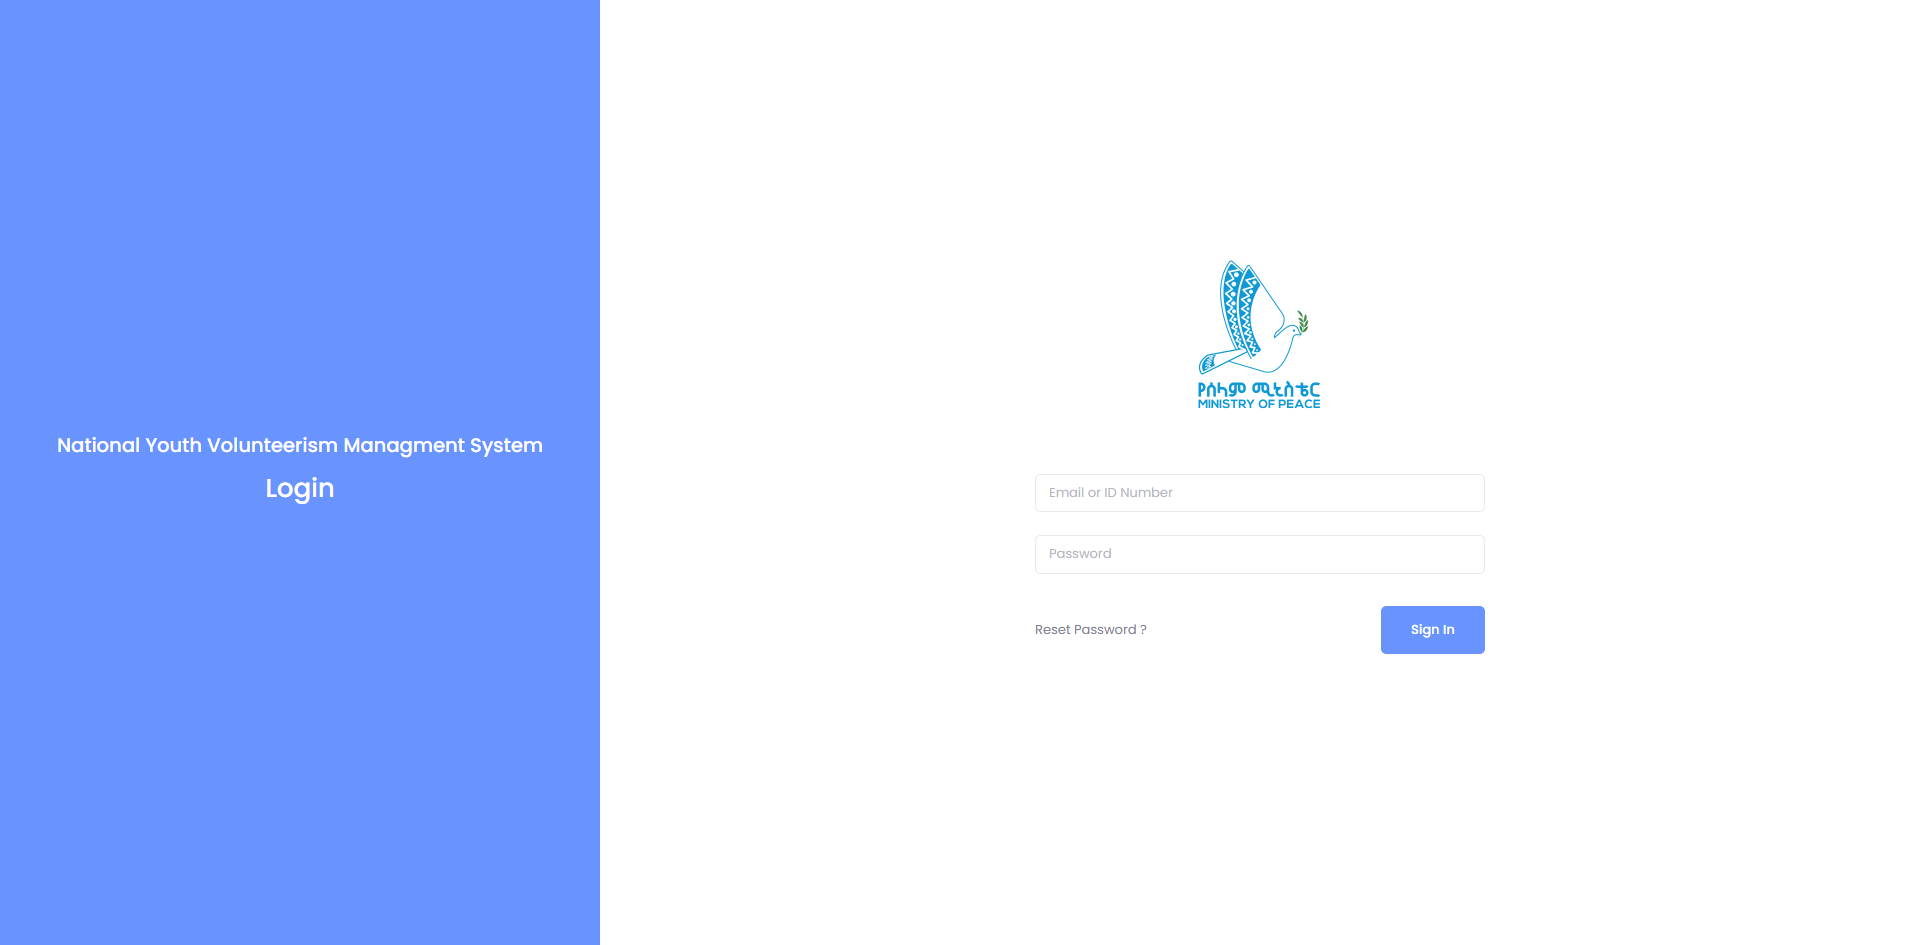 National Youth Volunteerism Managment System
Login
የሰላም ሚኒስቴር
MINISTRY OF PEACE
Email or ID Number
Password
Reset Password ?
Sign In